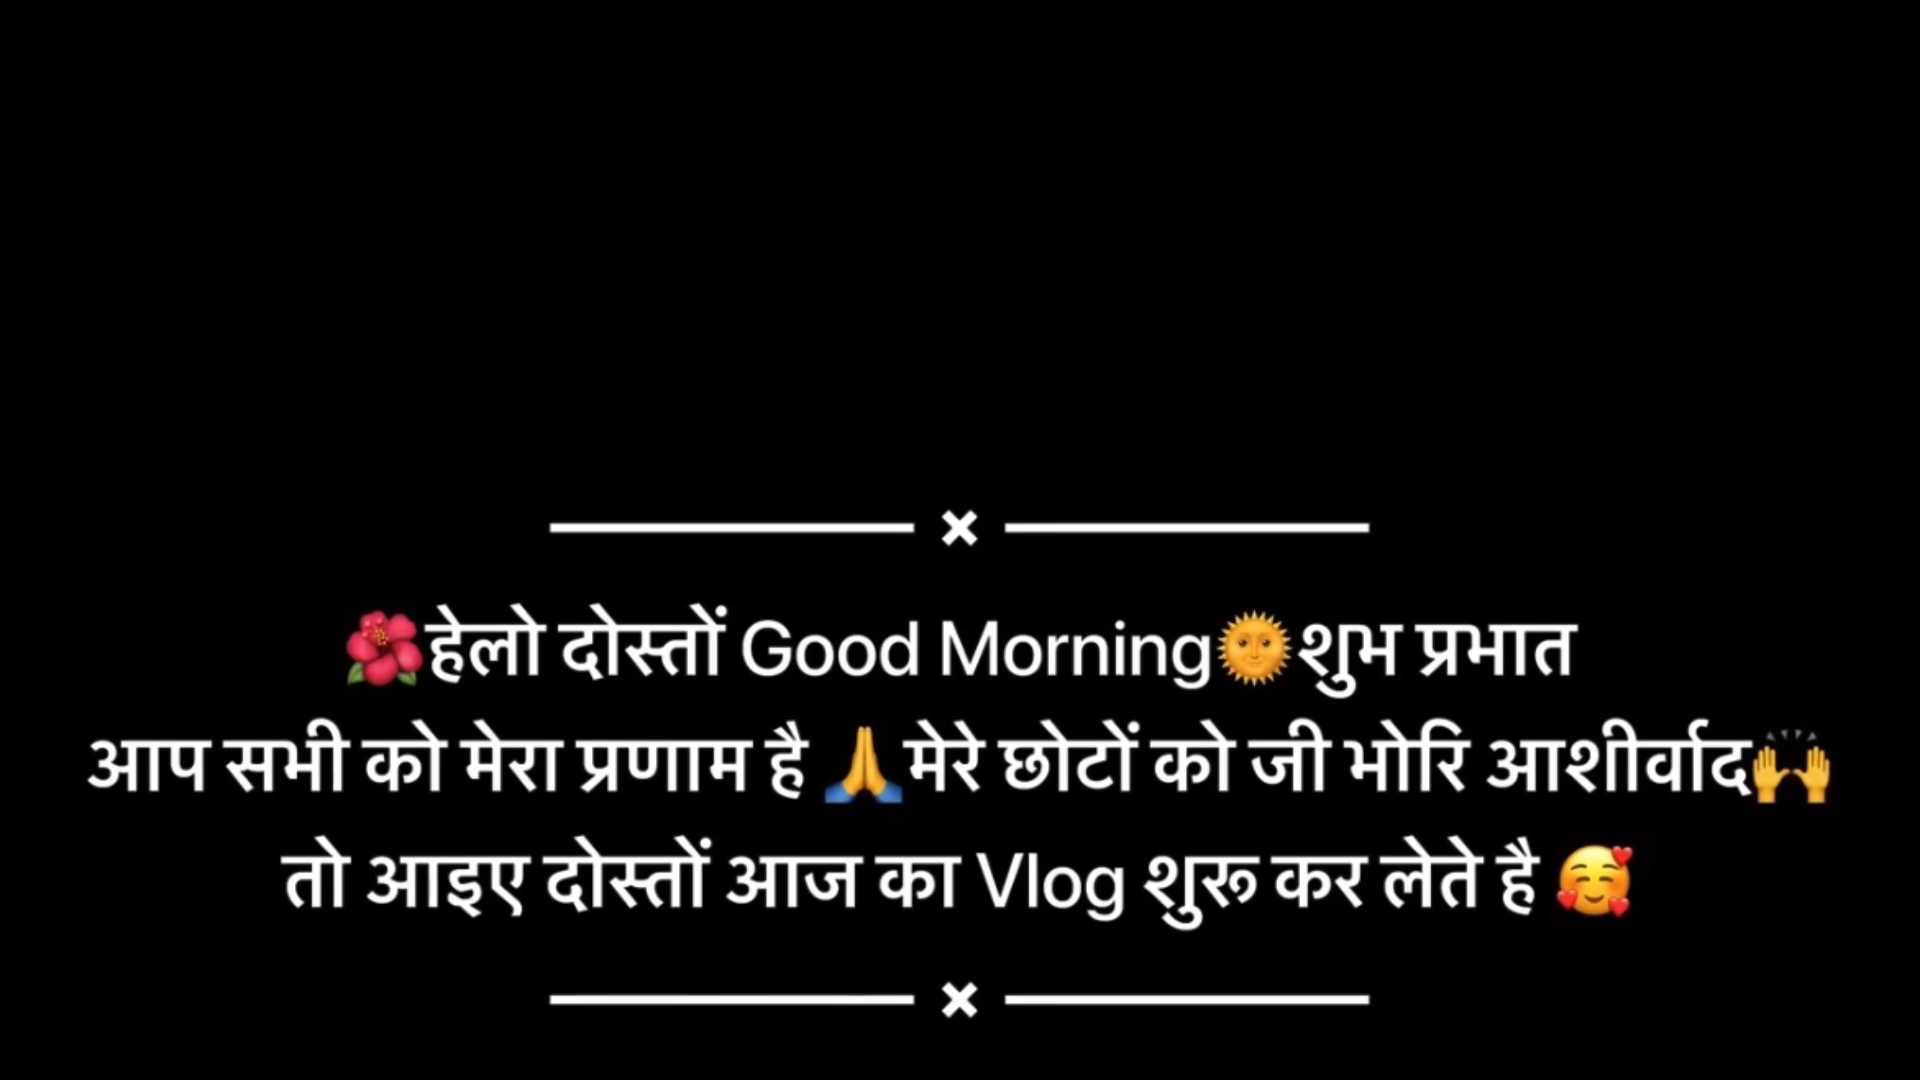 🌺हेलो दोस्तों Good Morning🌞शुभ प्रभात
आप सभी को मेरा प्रणाम है 🙏मेरे छोटों को जी भोरि आशीर्वाद🙌
तो आइए दोस्तों आज का Vlog शुरू कर लेते है 🥰